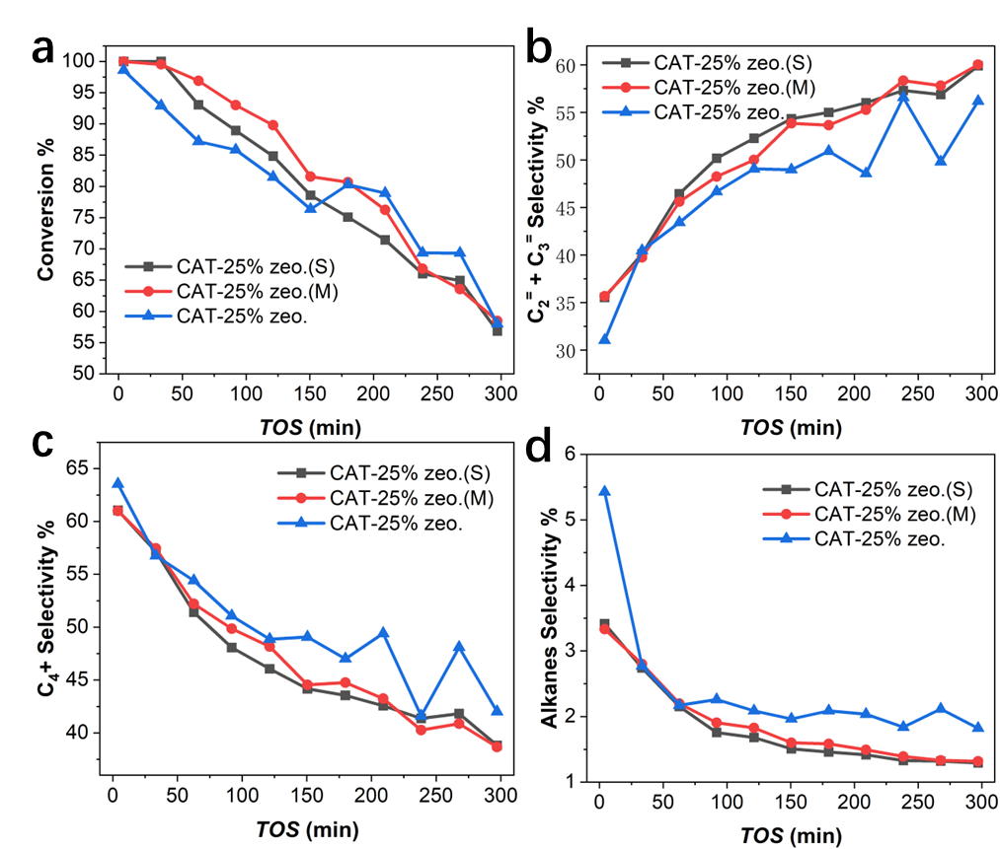 a
100
95
90
85
80
75
70
65
60
55
50
Conversion %
CAT-25% zeo.(S)
CAT-25% zeo.(M)
CAT-25% zeo.
0 50 100 150 200 250 300
TOS (min)
b
60
55
50
45
40
35
30
C₂⁼ + C₃⁼ Selectivity %
CAT-25% zeo.(S)
CAT-25% zeo.(M)
CAT-25% zeo.
0 50 100 150 200 250 300
TOS (min)
c
65
60
55
50
45
40
C₄+ Selectivity %
CAT-25% zeo.(S)
CAT-25% zeo.(M)
CAT-25% zeo.
0 50 100 150 200 250 300
TOS (min)
d
6
5
4
3
2
1
Alkanes Selectivity %
CAT-25% zeo.(S)
CAT-25% zeo.(M)
CAT-25% zeo.
0 50 100 150 200 250 300
TOS (min)